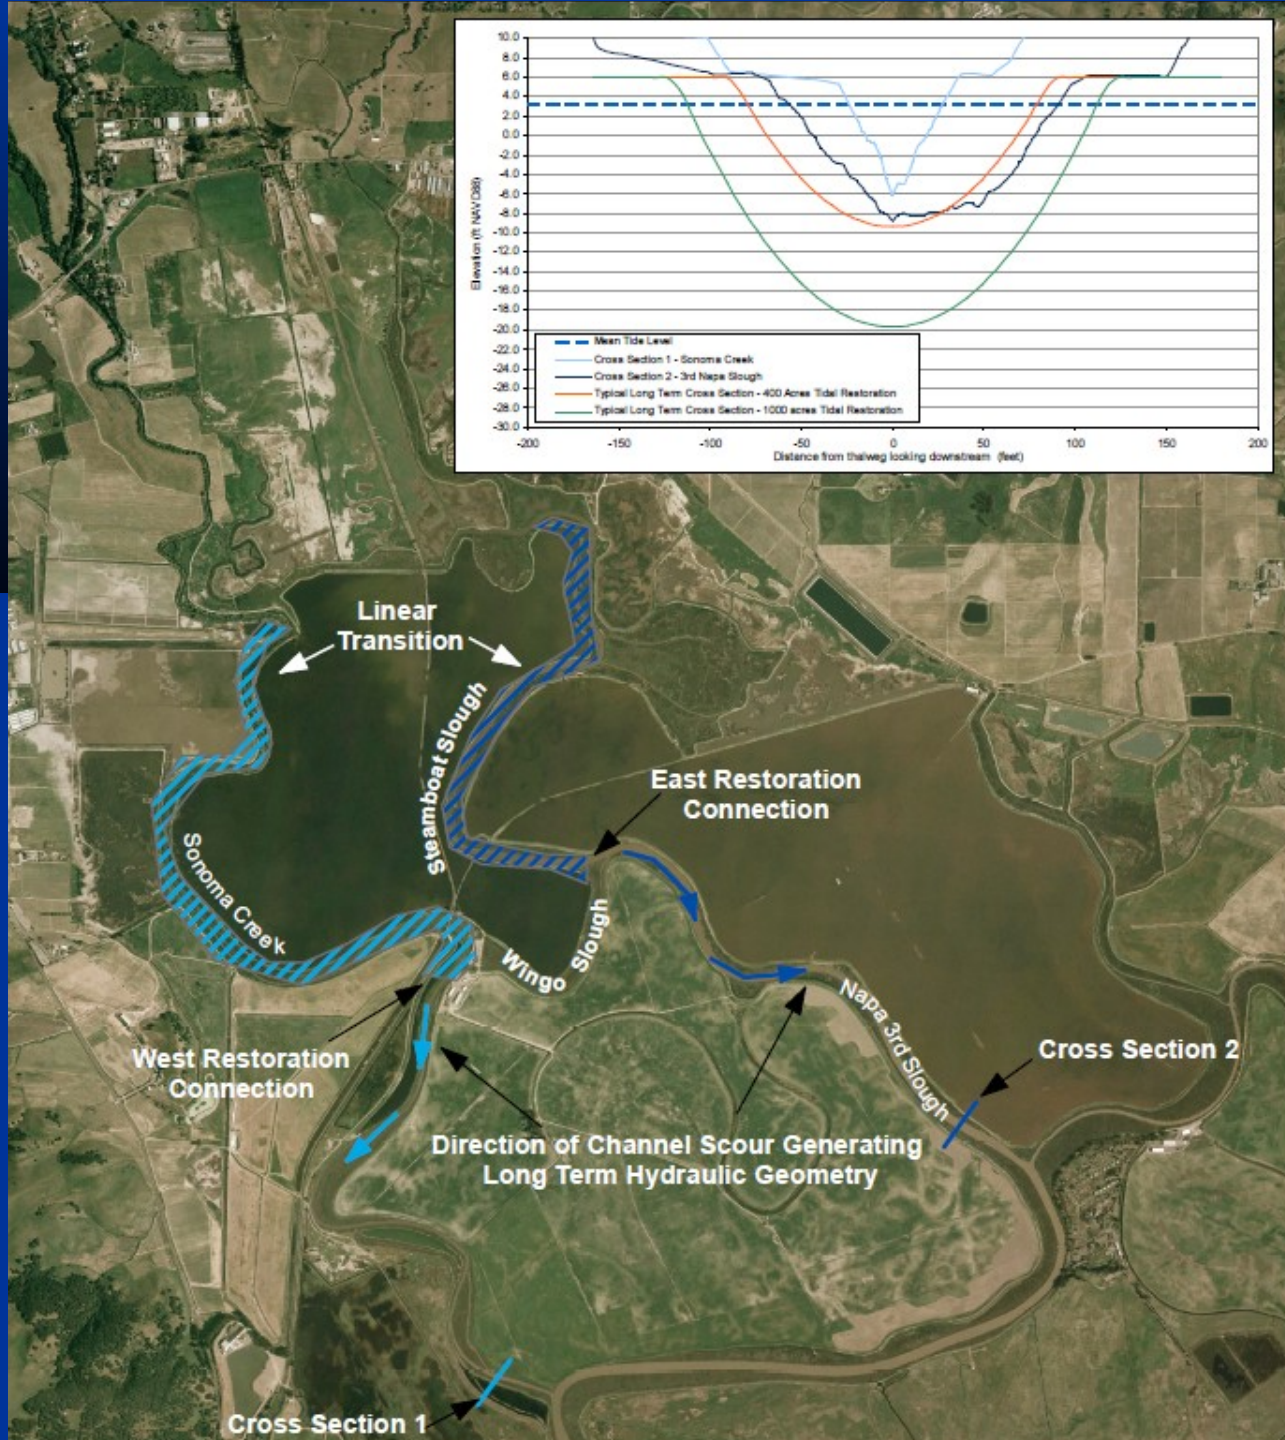 10.0
8.0
6.0
4.0
2.0
0.0
-2.0
-4.0
-6.0
-8.0
-10.0
-12.0
-14.0
-16.0
-18.0
-20.0
-22.0
-24.0
-26.0
-28.0
-30.0
Elevation (ft NAVD88)
Mean Tide Level
Cross Section 1 - Sonoma Creek
Cross Section 2 - 3rd Napa Slough
Typical Long Term Cross Section - 400 Acres Tidal Restoration
Typical Long Term Cross Section - 1000 acres Tidal Restoration
-200 -150 -100 -50 0 50 100 150 200
Distance from thalweg looking downstream (feet)
Linear
Transition
Steamboat Slough
East Restoration
Connection
Sonoma Creek
Wingo Slough
Napa 3rd Slough
West Restoration
Connection
Cross Section 2
Direction of Channel Scour Generating
Long Term Hydraulic Geometry
Cross Section 1